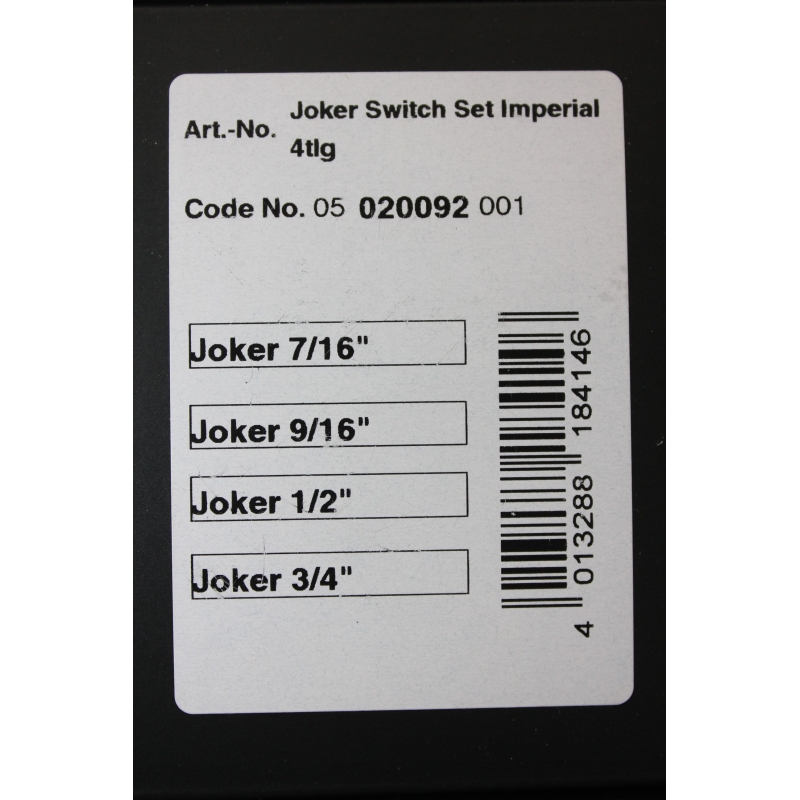 Art.-No. Joker Switch Set Imperial
4tlg
Code No. 05 020092 001
Joker 7/16"
Joker 9/16"
Joker 1/2"
Joker 3/4"
4 013288 184146